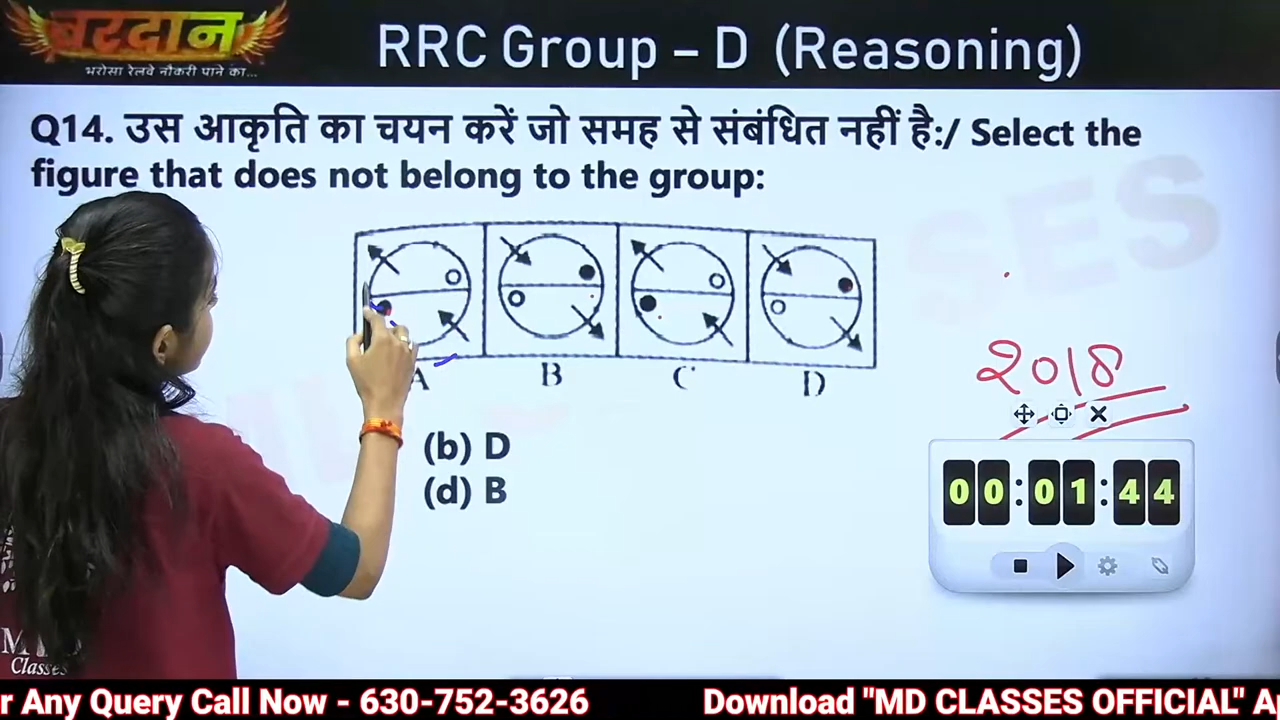 वरदान
भरोसा रेलवे नौकरी पाने का...
RRC Group – D (Reasoning)
Q14. उस आकृति का चयन करें जो समह से संबंधित नहीं है:/ Select the
figure that does not belong to the group:
A B C D
(b) D
(d) B
2018
00:01:44
Classes
r Any Query Call Now - 630-752-3626 Download "MD CLASSES OFFICIAL" A